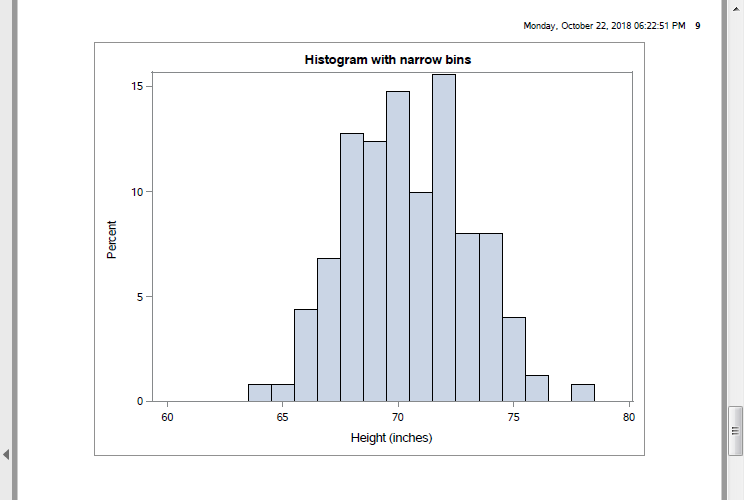 Monday, October 22, 2018 06:22:51 PM 9
Histogram with narrow bins
15
10
5
0
Percent
60 65 70 75 80
Height (inches)